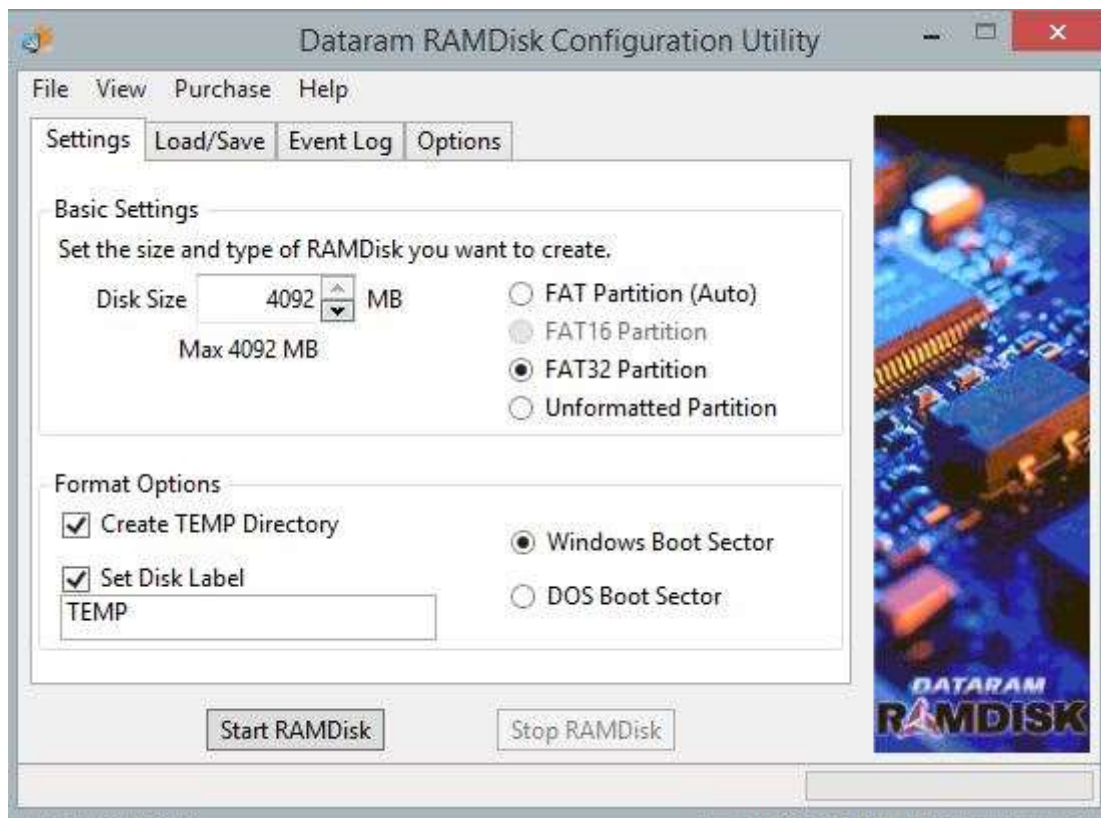 Dataram RAMDisk Configuration Utility
File View Purchase Help
Settings Load/Save Event Log Options
Basic Settings
Set the size and type of RAMDisk you want to create.
Disk Size 4092 MB
Max 4092 MB
FAT Partition (Auto)
FAT16 Partition
FAT32 Partition
Unformatted Partition
Format Options
Create TEMP Directory
Set Disk Label
TEMP
Windows Boot Sector
DOS Boot Sector
DATARAM
RAMDISK
Start RAMDisk Stop RAMDisk